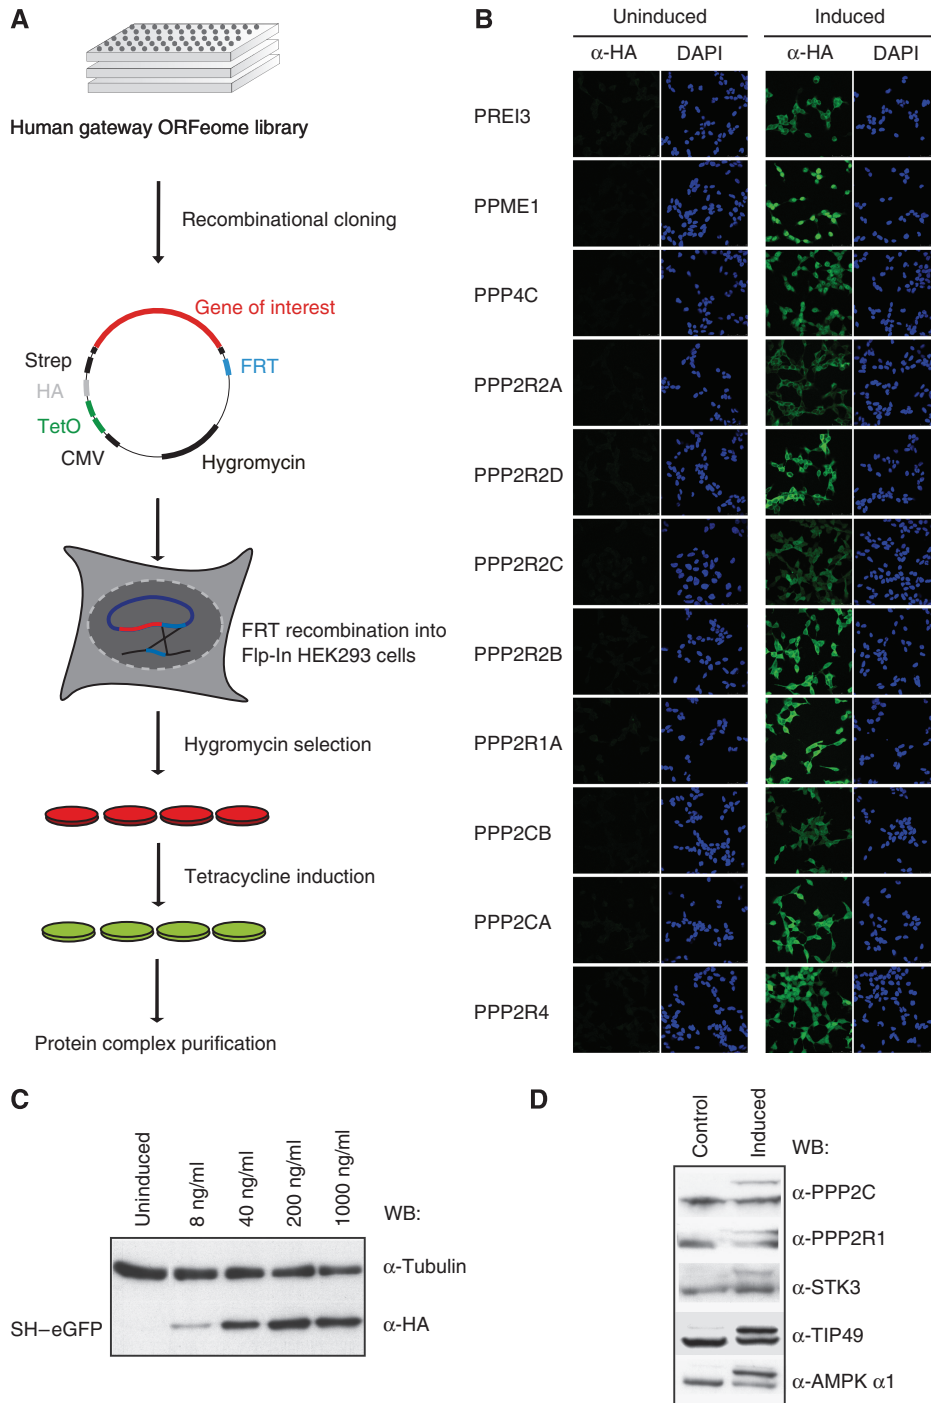 A
Human gateway ORFeome library
Recombinational cloning
Gene of interest
Strep
FRT
HA
TetO
CMV
Hygromycin
FRT recombination into
Flp-In HEK293 cells
Hygromycin selection
Tetracycline induction
Protein complex purification
B
Uninduced
Induced
α-HA DAPI α-HA DAPI
PREI3
PPME1
PPP4C
PPP2R2A
PPP2R2D
PPP2R2C
PPP2R2B
PPP2R1A
PPP2CB
PPP2CA
PPP2R4
C
Uninduced
8 ng/ml
40 ng/ml
200 ng/ml
1000 ng/ml
WB:
α-Tubulin
SH–eGFP
α-HA
D
Control
Induced
WB:
α-PPP2C
α-PPP2R1
α-STK3
α-TIP49
α-AMPK α1